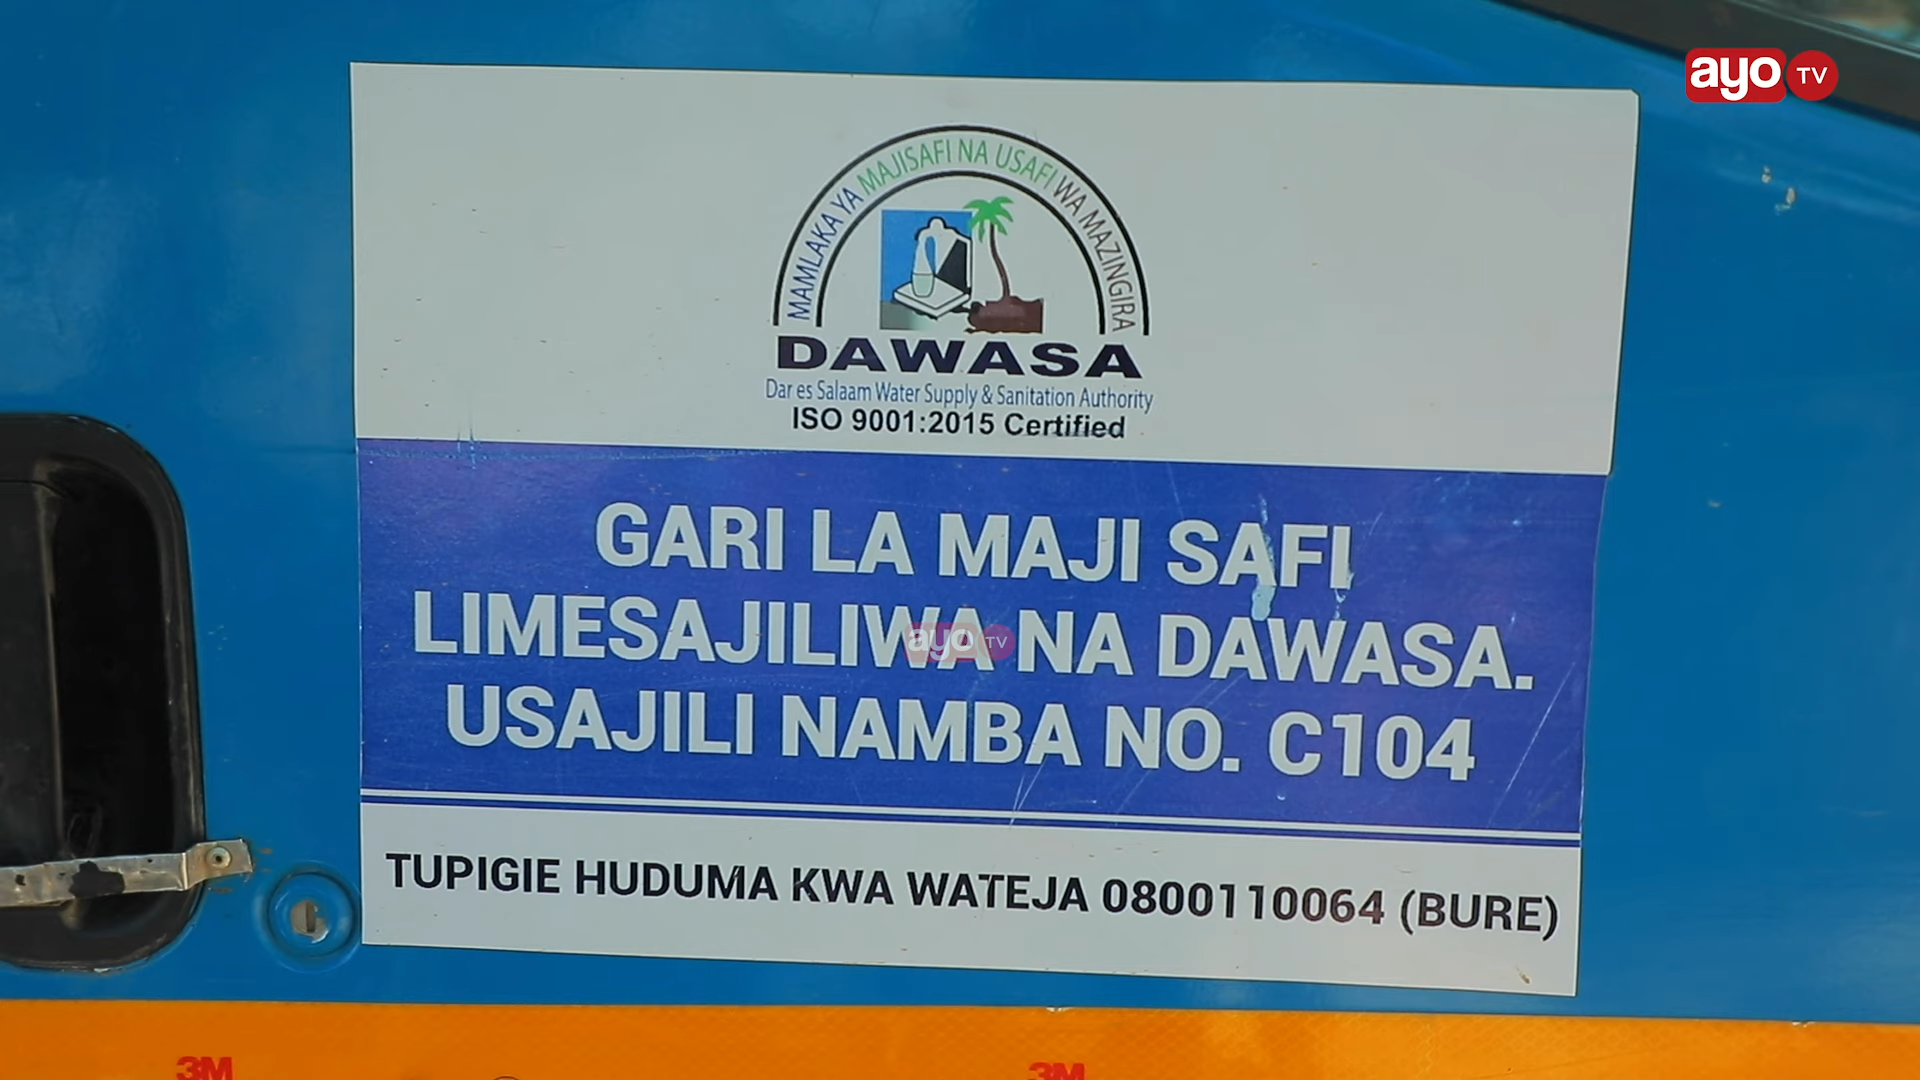 ayo TV
MAMLAKA YA MAJISAFI NA USAFI WA MAZINGIRA
DAWASA
Dar es Salaam Water Supply & Sanitation Authority
ISO 9001:2015 Certified
GARI LA MAJI SAFI
LIMESAJILIWA NA DAWASA.
ayo TV
USAJILI NAMBA NO. C104
TUPIGIE HUDUMA KWA WATEJA 0800110064 (BURE)
3M 3M